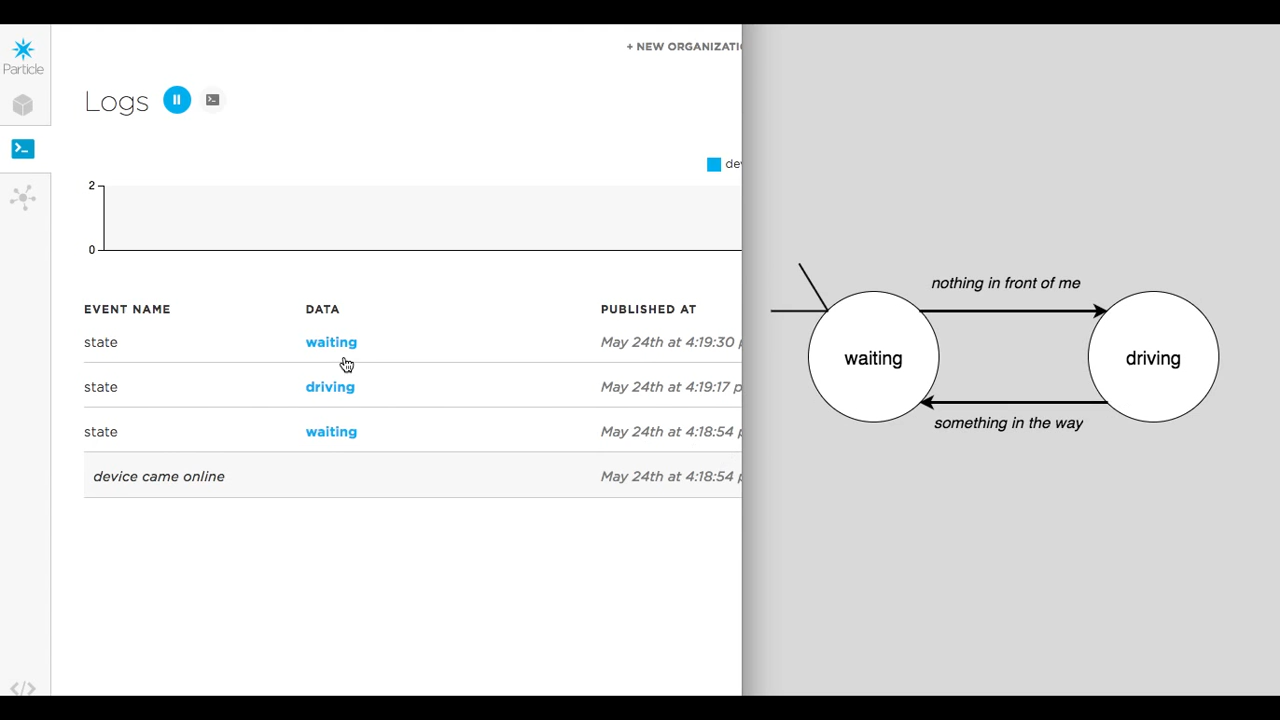 Particle
+ NEW ORGANIZATIO
Logs
dev
2
0
EVENT NAME DATA PUBLISHED AT
state waiting May 24th at 4:19:30 p
state driving May 24th at 4:19:17 p
state waiting May 24th at 4:18:54 p
device came online May 24th at 4:18:54 p
nothing in front of me
waiting
driving
something in the way